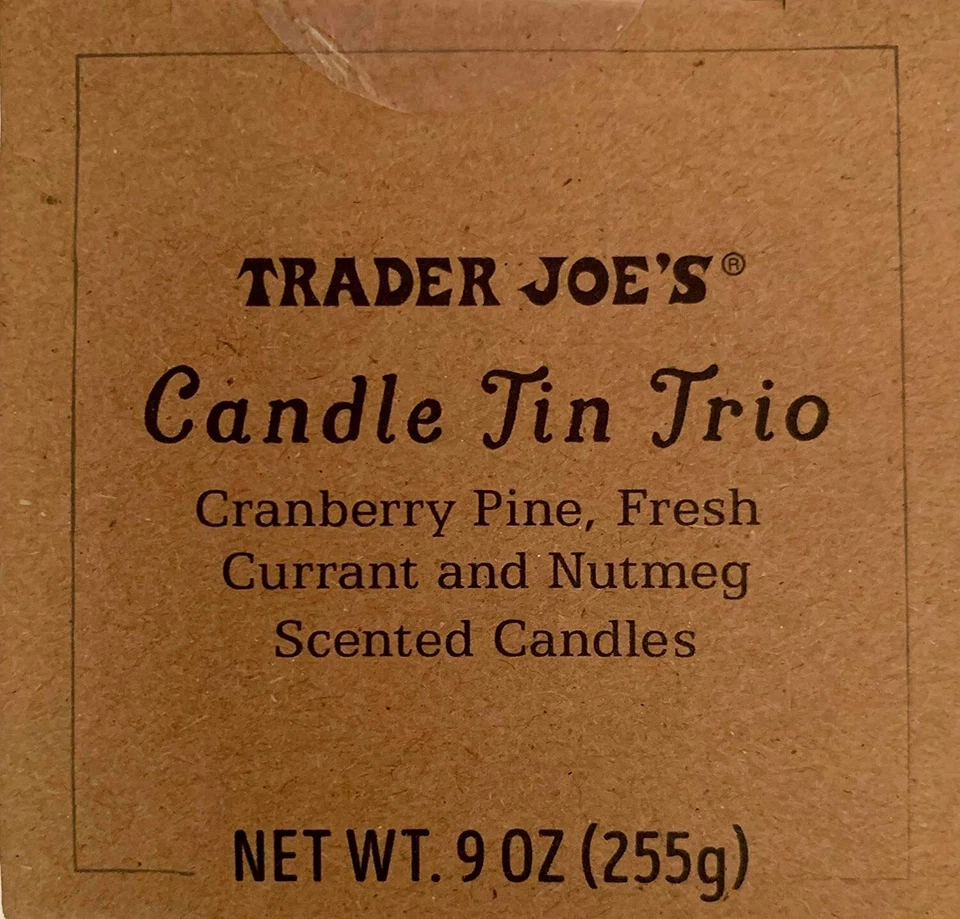 TRADER JOE'S®
Candle Tin Trio
Cranberry Pine, Fresh
Currant and Nutmeg
Scented Candles
NET WT. 9 OZ (255g)